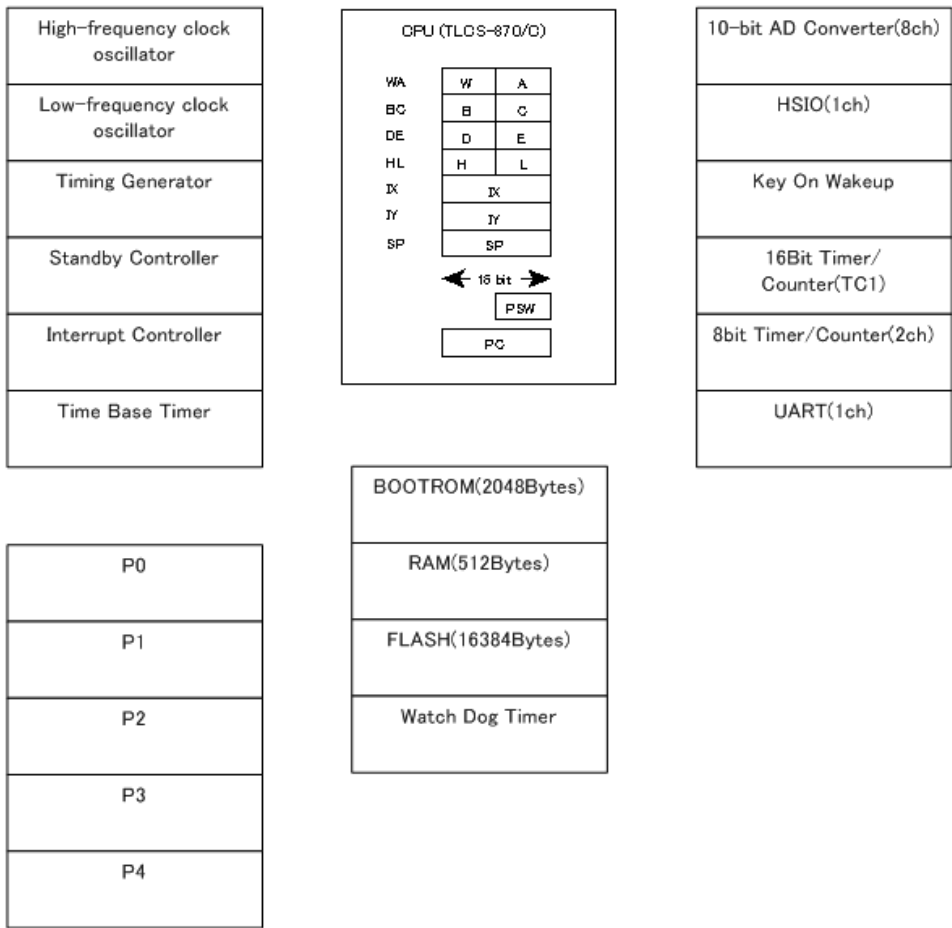 High-frequency clock
oscillator
Low-frequency clock
oscillator
Timing Generator
Standby Controller
Interrupt Controller
Time Base Timer
P0
P1
P2
P3
P4
CPU (TLCS-870/C)
WA W A
BC B C
DE D E
HL H L
IX IX
IY IY
SP SP
16 bit
PSW
PC
BOOTROM(2048Bytes)
RAM(512Bytes)
FLASH(16384Bytes)
Watch Dog Timer
10-bit AD Converter(8ch)
HSIO(1ch)
Key On Wakeup
16Bit Timer/
Counter(TC1)
8bit Timer/Counter(2ch)
UART(1ch)